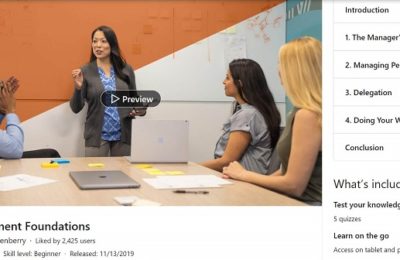 Preview
ment Foundations
enberry · Liked by 2,425 users
Skill level: Beginner · Released: 11/13/2019
Introduction
1. The Manager'
2. Managing Pe
3. Delegation
4. Doing Your W
Conclusion
What's inclu
Test your knowledg
5 quizzes
Learn on the go
Access on tablet and p